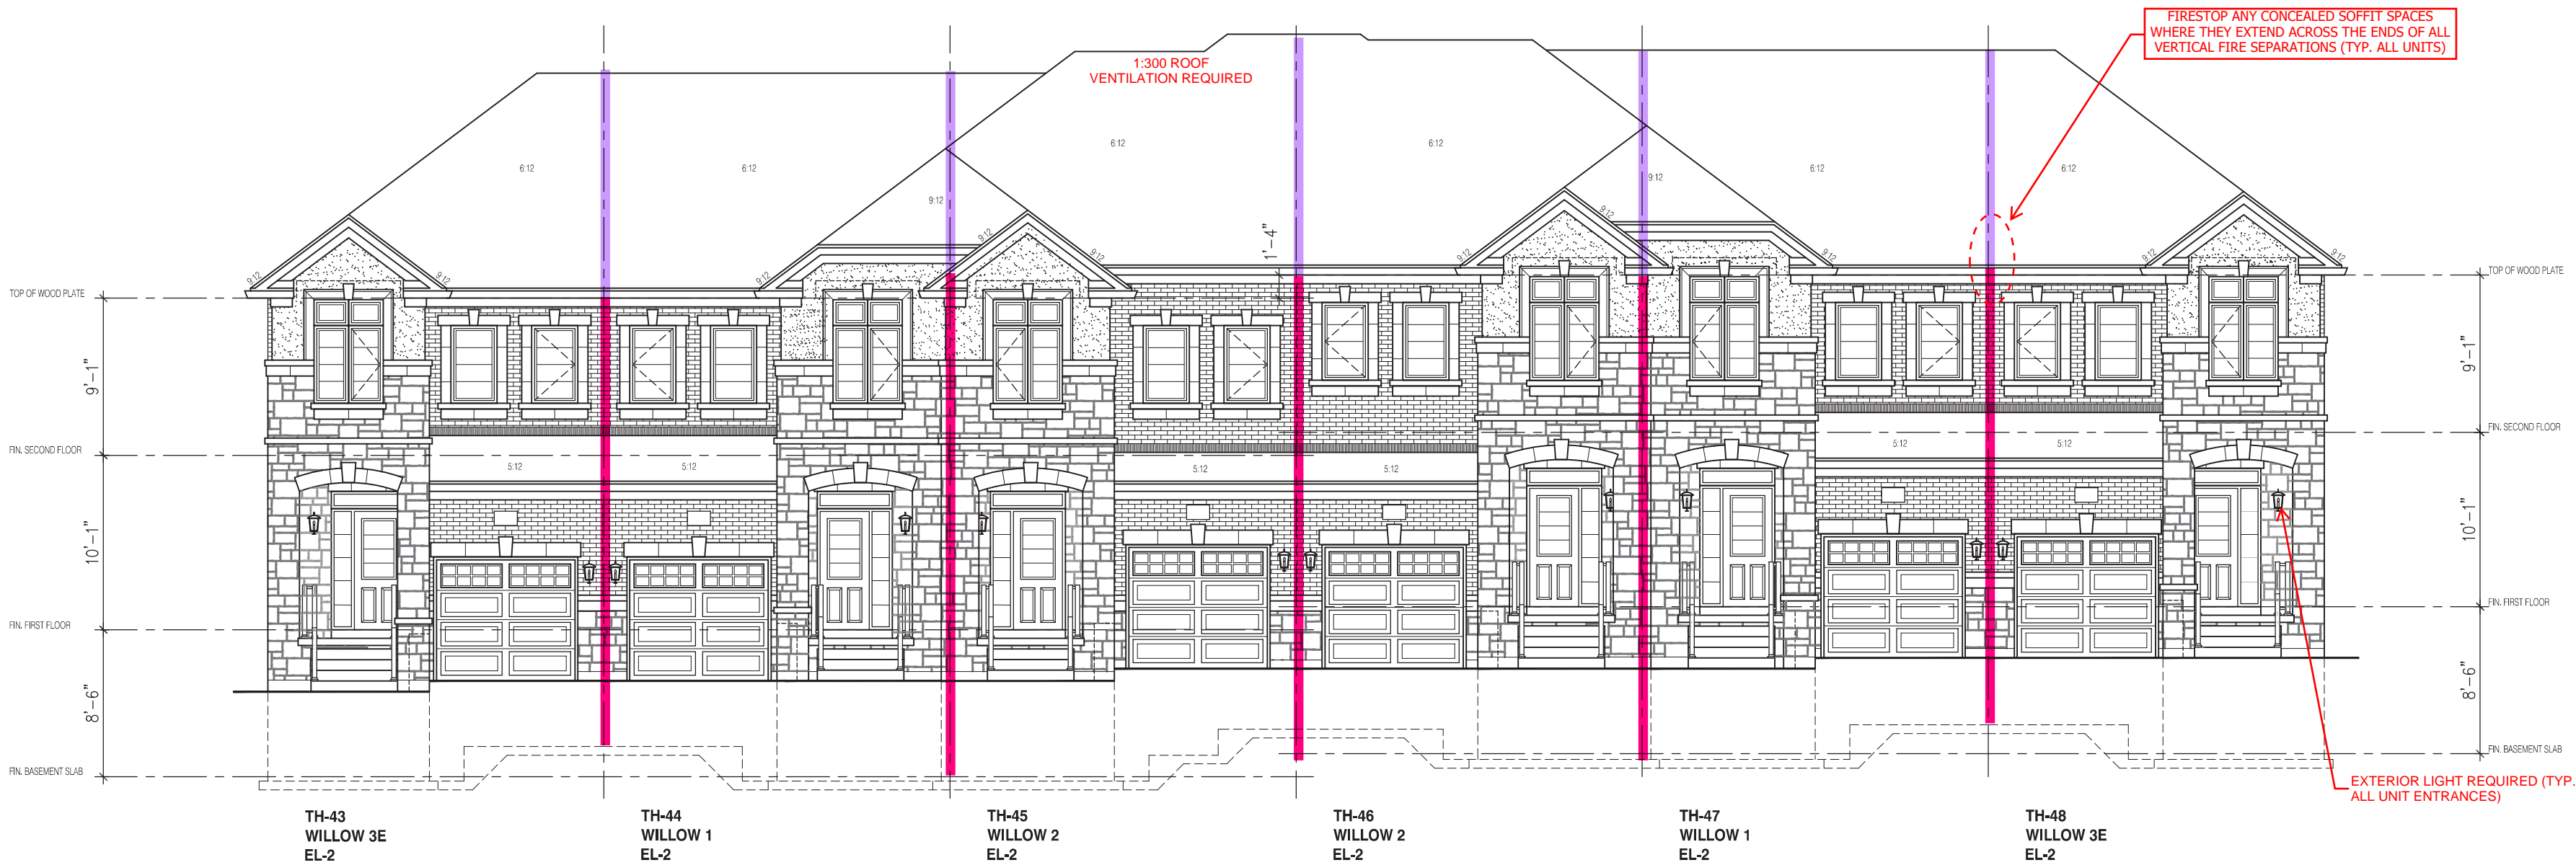 FIRESTOP ANY CONCEALED SOFFIT SPACES
WHERE THEY EXTEND ACROSS THE ENDS OF ALL
VERTICAL FIRE SEPARATIONS (TYP. ALL UNITS)
1:300 ROOF
VENTILATION REQUIRED
6:12
6:12
6:12
6:12
6:12
6:12
9:12
9:12
9:12
9:12
9:12
9:12
9:12
9:12
9:12
9:12
9:12
9:12
9:12
1'-4"
TOP OF WOOD PLATE
TOP OF WOOD PLATE
9'-1"
9'-1"
FIN. SECOND FLOOR
FIN. SECOND FLOOR
5:12
5:12
5:12
5:12
5:12
5:12
10'-1"
10'-1"
FIN. FIRST FLOOR
FIN. FIRST FLOOR
8'-6"
8'-6"
FIN. BASEMENT SLAB
FIN. BASEMENT SLAB
EXTERIOR LIGHT REQUIRED (TYP.
ALL UNIT ENTRANCES)
TH-43
WILLOW 3E
EL-2
TH-44
WILLOW 1
EL-2
TH-45
WILLOW 2
EL-2
TH-46
WILLOW 2
EL-2
TH-47
WILLOW 1
EL-2
TH-48
WILLOW 3E
EL-2